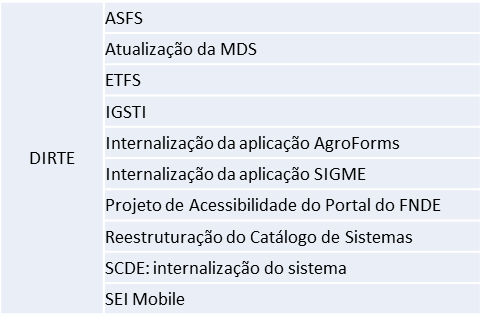 DIRTE
ASFS
Atualização da MDS
ETFS
IGSTI
Internalização da aplicação AgroForms
Internalização da aplicação SIGME
Projeto de Acessibilidade do Portal do FNDE
Reestruturação do Catálogo de Sistemas
SCDE: internalização do sistema
SEI Mobile